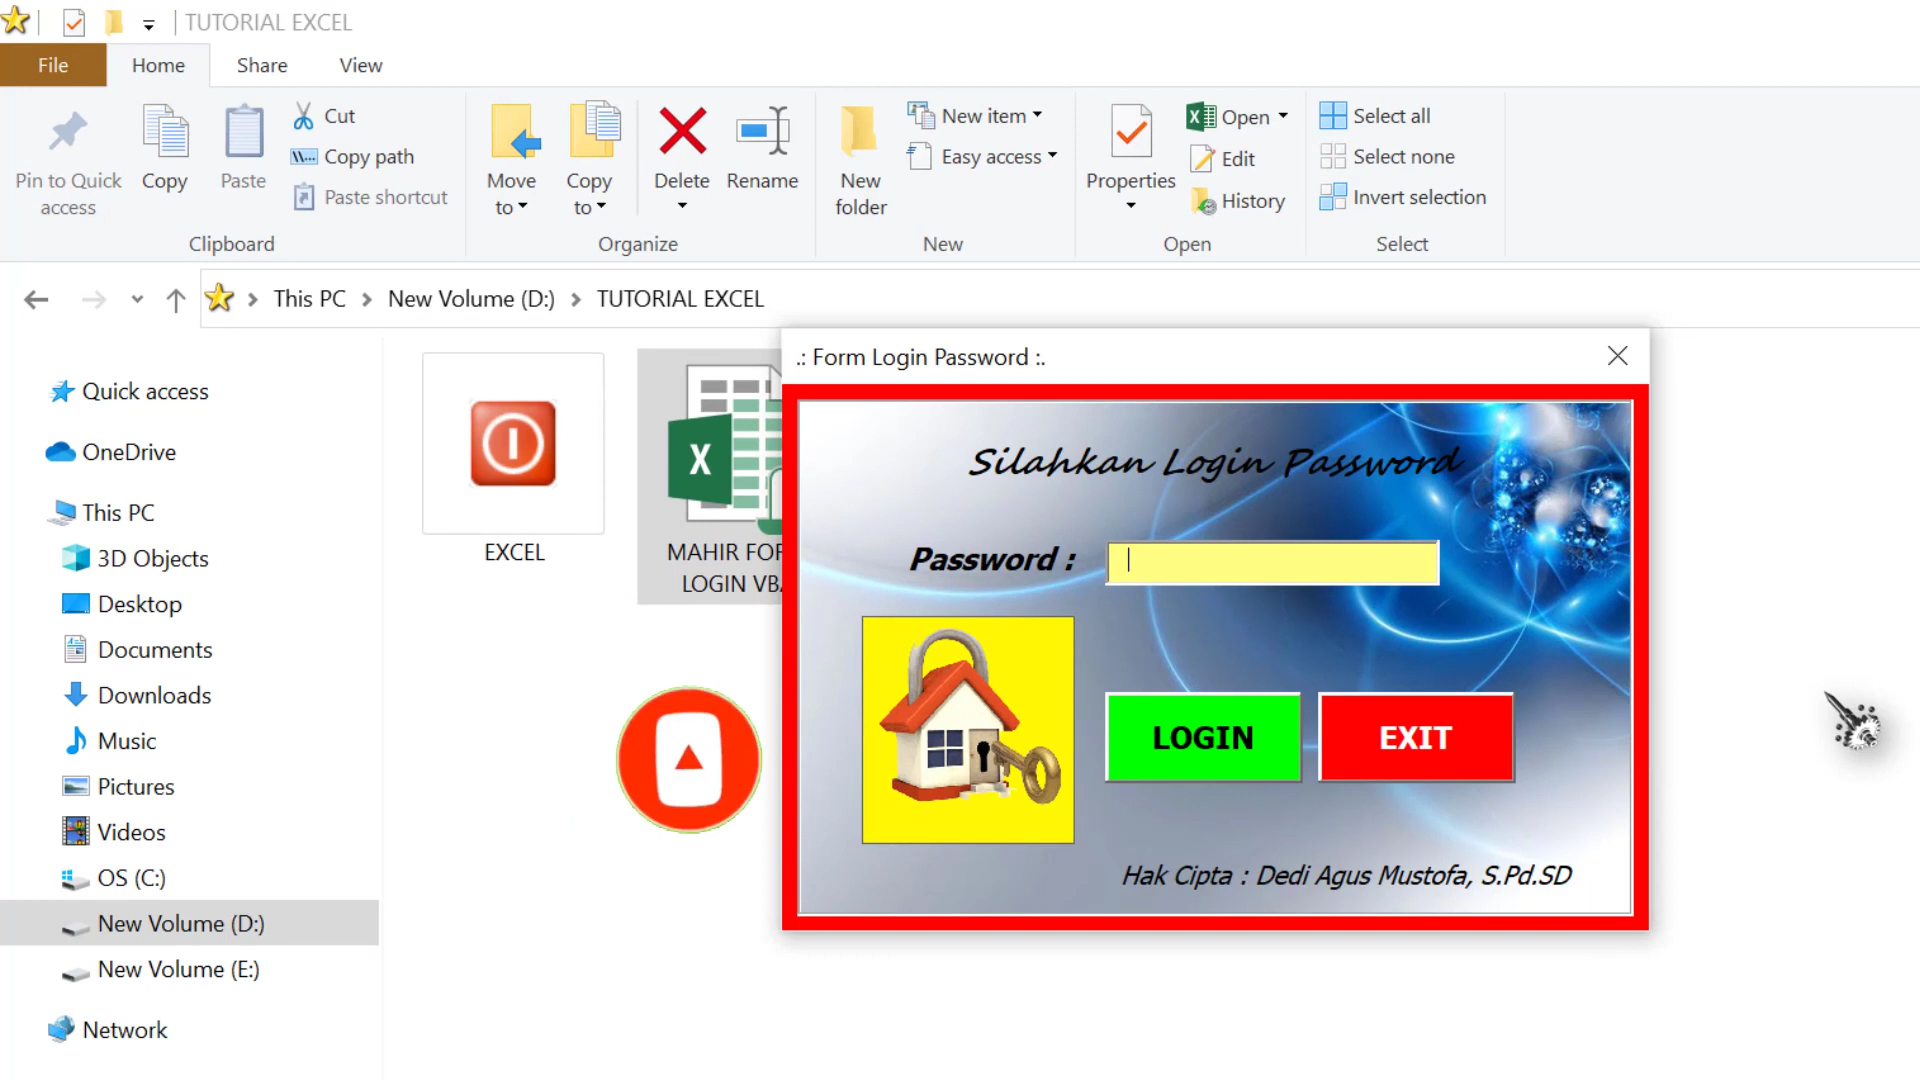 TUTORIAL EXCEL
File Home Share View
Pin to Quick access
Copy
Paste
Cut
Copy path
Paste shortcut
Clipboard
Move to
Copy to
Delete
Rename
Organize
New folder
New item
Easy access
New
Properties
Open
Edit
History
Open
Select all
Select none
Invert selection
Select
This PC > New Volume (D:) > TUTORIAL EXCEL
Quick access
OneDrive
This PC
3D Objects
Desktop
Documents
Downloads
Music
Pictures
Videos
OS (C:)
New Volume (D:)
New Volume (E:)
Network
EXCEL
X
MAHIR FOR
LOGIN VBA
.: Form Login Password :.
Silahkan Login Password
Password :
LOGIN EXIT
Hak Cipta : Dedi Agus Mustofa, S.Pd.SD